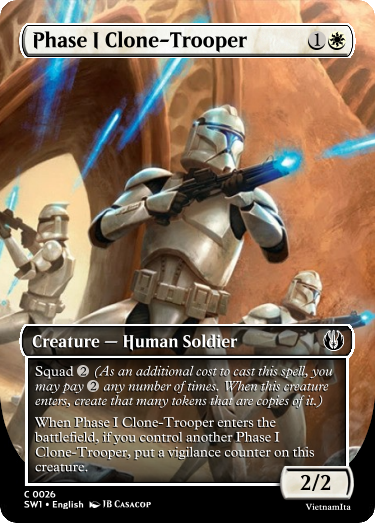 Phase I Clone-Trooper 1
Creature — Human Soldier
Squad 2 (As an additional cost to cast this spell, you
may pay 2 any number of times. When this creature
enters, create that many tokens that are copies of it.)
When Phase I Clone-Trooper enters the
battlefield, if you control another Phase I
Clone-Trooper, put a vigilance counter on this
creature.
2/2
C 0026
SW1 • English JB Casacop
VietnamIta